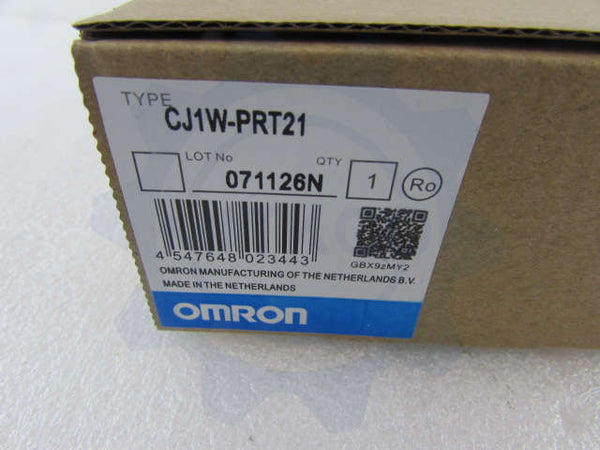 TYPE
CJ1W-PRT21
LOT No QTY
071126N 1 Ro
4 547648 023443
GBX9zMY2
OMRON MANUFACTURING OF THE NETHERLANDS B.V.
MADE IN THE NETHERLANDS
OMRON